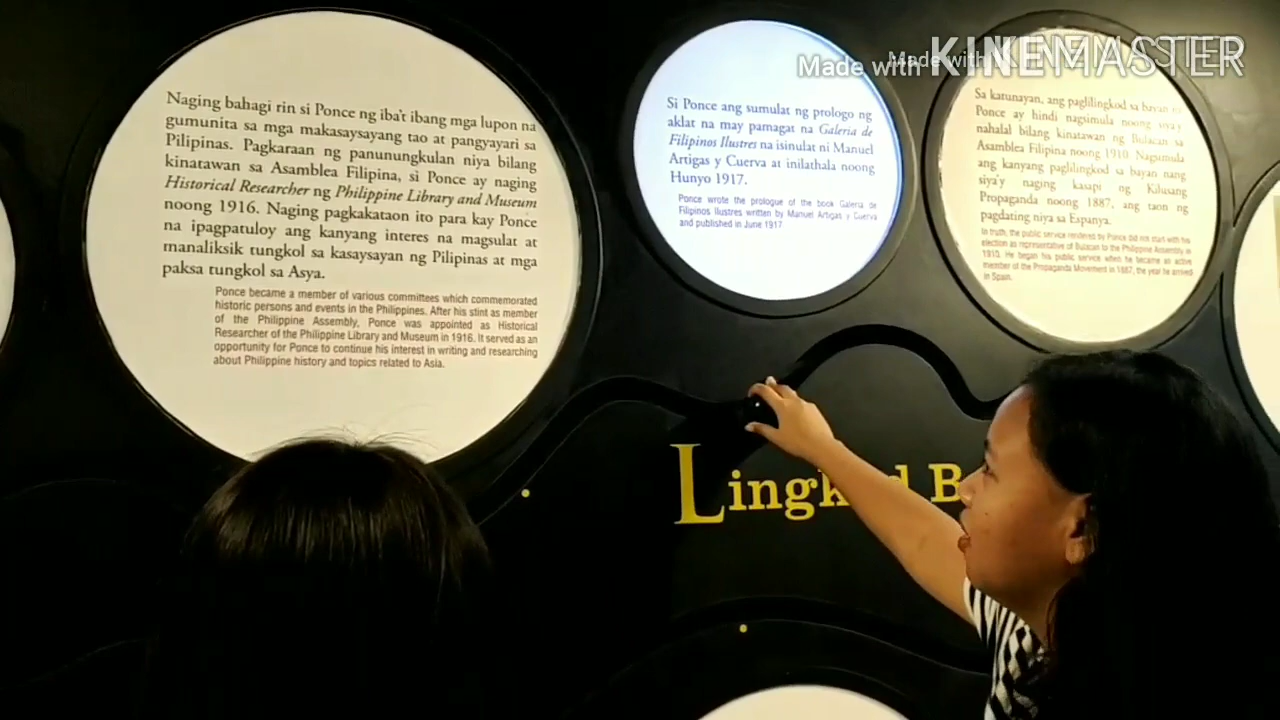 Naging bahagi rin si Ponce ng iba't ibang mga lupon na
gumunita sa mga makasaysayang tao at pangyayari sa
Pilipinas. Pagkaraan ng panunungkulan niya bilang
kinatawan sa Asamblea Filipina, si Ponce ay naging
Historical Researcher ng Philippine Library and Museum
noong 1916. Naging pagkakataon ito para kay Ponce
na ipagpatuloy ang kanyang interes na magsulat at
manaliksik tungkol sa kasaysayan ng Pilipinas at mga
paksa tungkol sa Asya.
Ponce became a member of various committees which commemorated
historic persons and events in the Philippines. After his stint as member
of the Philippine Assembly, Ponce was appointed as Historical
Researcher of the Philippine Library and Museum in 1916. It served as an
opportunity for Ponce to continue his interest in writing and researching
about Philippine history and topics related to Asia.
Si Ponce ang sumulat ng prologo ng
aklat na may pamagat na Galeria de
Filipinos Ilustres na isinulat ni Manuel
Artigas y Cuerva at inilathala noong
Hunyo 1917.
Ponce wrote the prologue of the book Galeria de
Filipinos Ilustres written by Manuel Artigas y Cuerva
and published in June 1917
Made with KINEMASTER
Made with
Sa katunayan, ang paglilingkod sa bayan ni
Ponce ay hindi nagsimula noong siya'y
nahalal bilang kinatawan ng Bulacan sa
Asamblea Filipina noong 1910. Nagsimula
ang kanyang paglilingkod sa bayan nang
siya'y naging kasapi ng Kilusang
Propaganda noong 1887, ang taon ng
pagdating niya sa Espanya.
In truth, the public service rendered by Ponce did not start with his
election as representative of Bulacan to the Philippine Assembly in
1910. He began his public service when he became an active
member of the Propaganda Movement in 1887, the year he arrived
in Spain.
Lingkod B